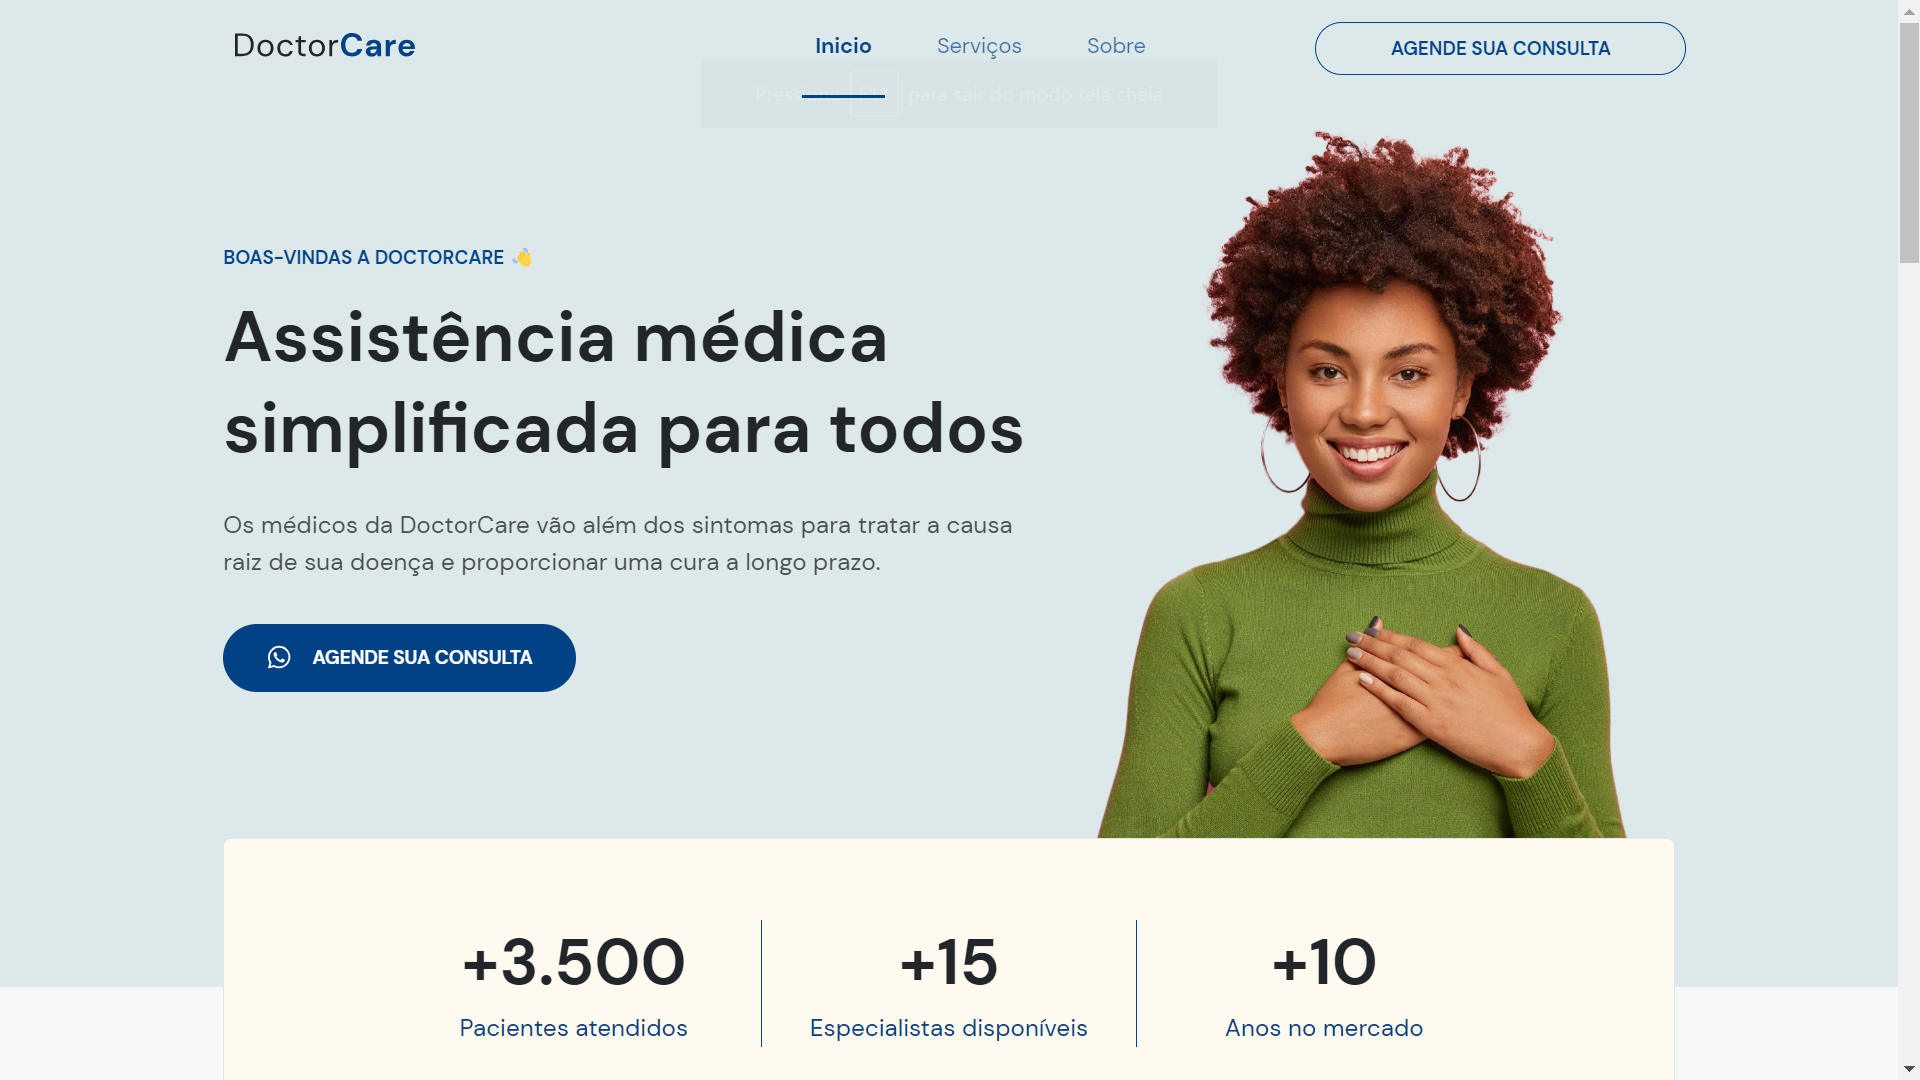 DoctorCare
Inicio Serviços Sobre
AGENDE SUA CONSULTA
para sair do modo tela cheia
BOAS-VINDAS A DOCTORCARE 👋
Assistência médica
simplificada para todos
Os médicos da DoctorCare vão além dos sintomas para tratar a causa
raiz de sua doença e proporcionar uma cura a longo prazo.
AGENDE SUA CONSULTA
+3.500
Pacientes atendidos
+15
Especialistas disponíveis
+10
Anos no mercado